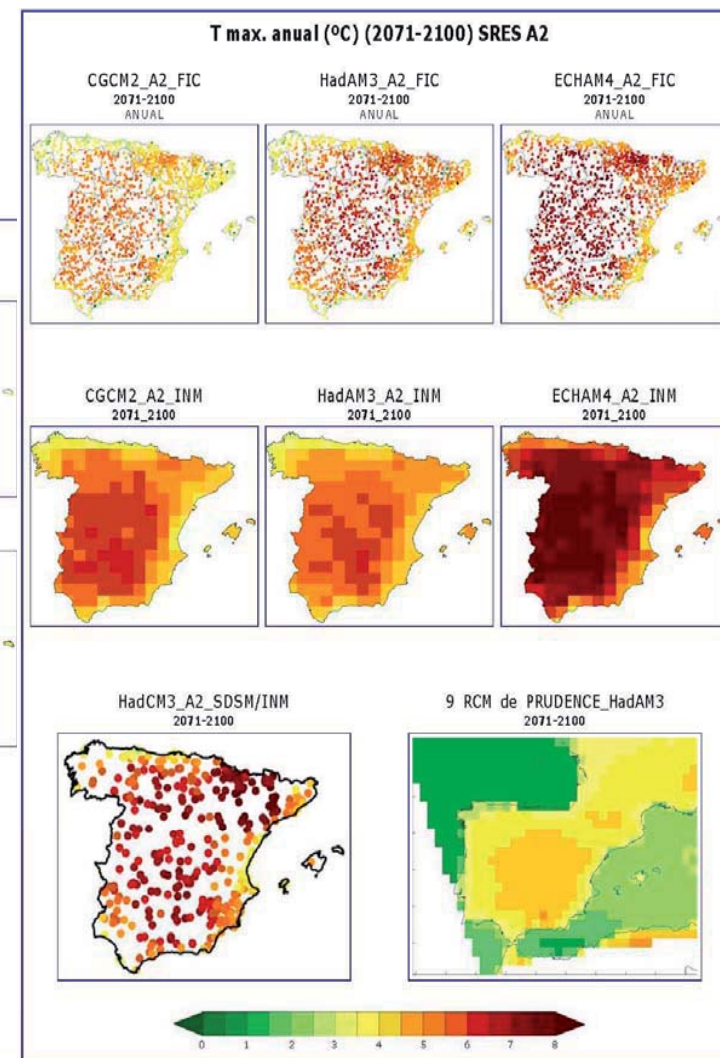 T max. anual (ºC) (2071-2100) SRES A2
CGCM2_A2_FIC
2071-2100
ANUAL
HadAM3_A2_FIC
2071-2100
ANUAL
ECHAM4_A2_FIC
2071-2100
ANUAL
CGCM2_A2_INM
2071_2100
HadAM3_A2_INM
2071_2100
ECHAM4_A2_INM
2071_2100
HadCM3_A2_SDSM/INM
2071-2100
9 RCM de PRUDENCE_HadAM3
2071-2100
0 1 2 3 4 5 6 7 8